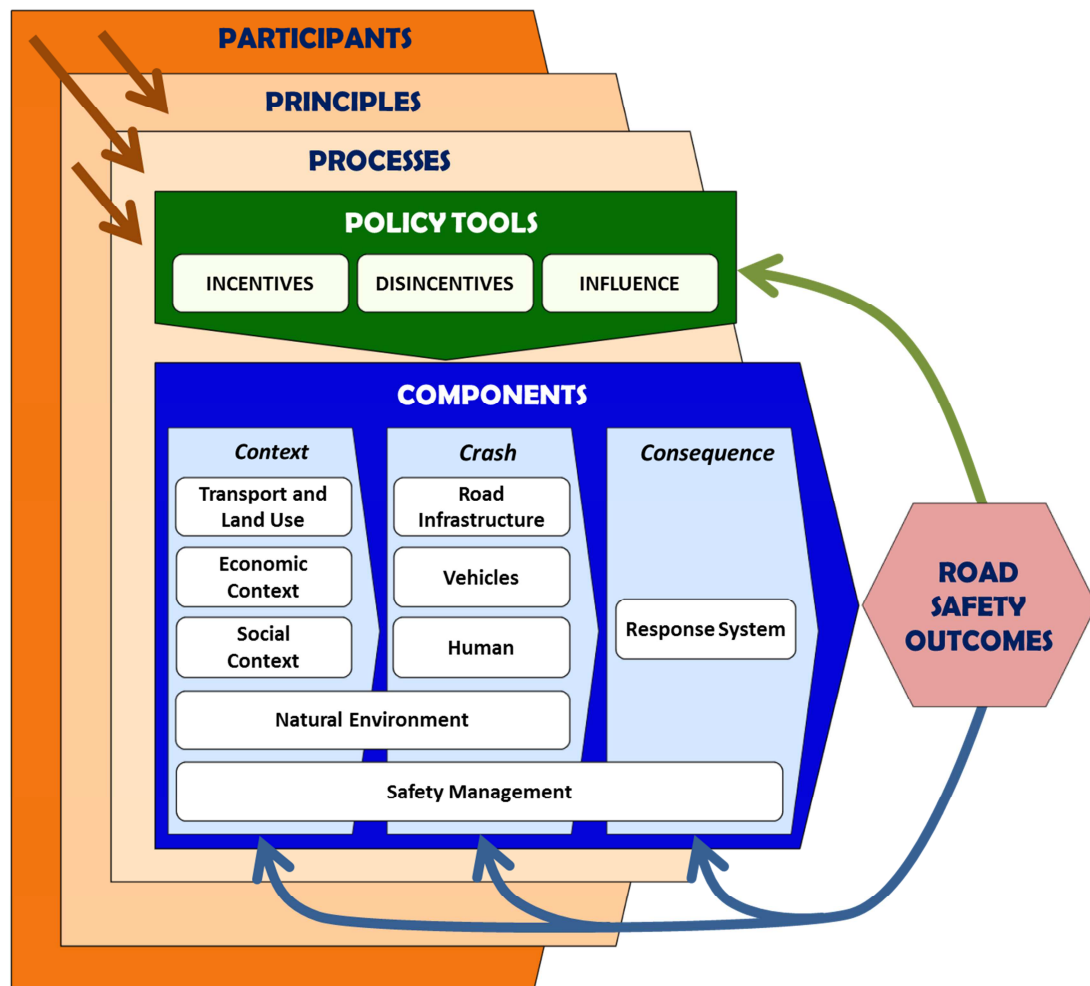 PARTICIPANTS
PRINCIPLES
PROCESSES
POLICY TOOLS
INCENTIVES
DISINCENTIVES
INFLUENCE
COMPONENTS
Context
Transport and
Land Use
Economic
Context
Social
Context
Crash
Road
Infrastructure
Vehicles
Human
Consequence
Response System
Natural Environment
Safety Management
ROAD
SAFETY
OUTCOMES